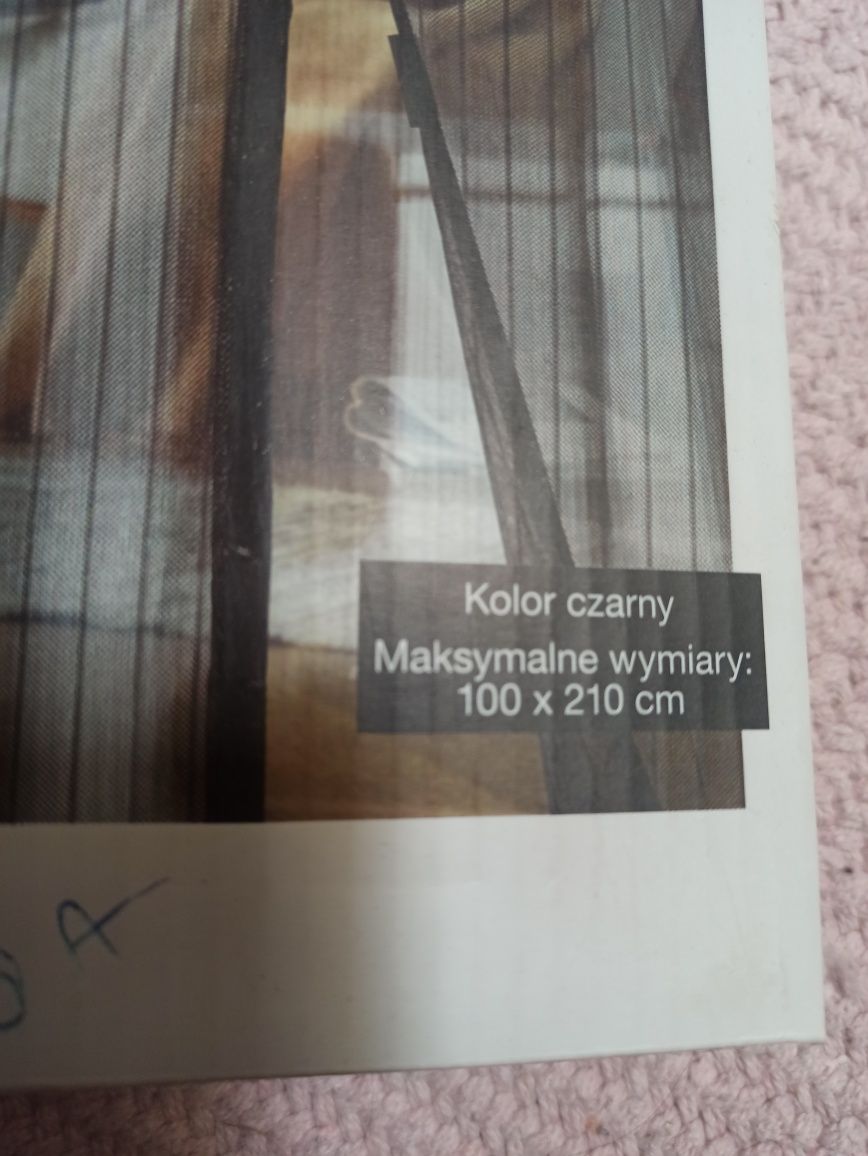 Kolor czarny
Maksymalne wymiary:
100 x 210 cm